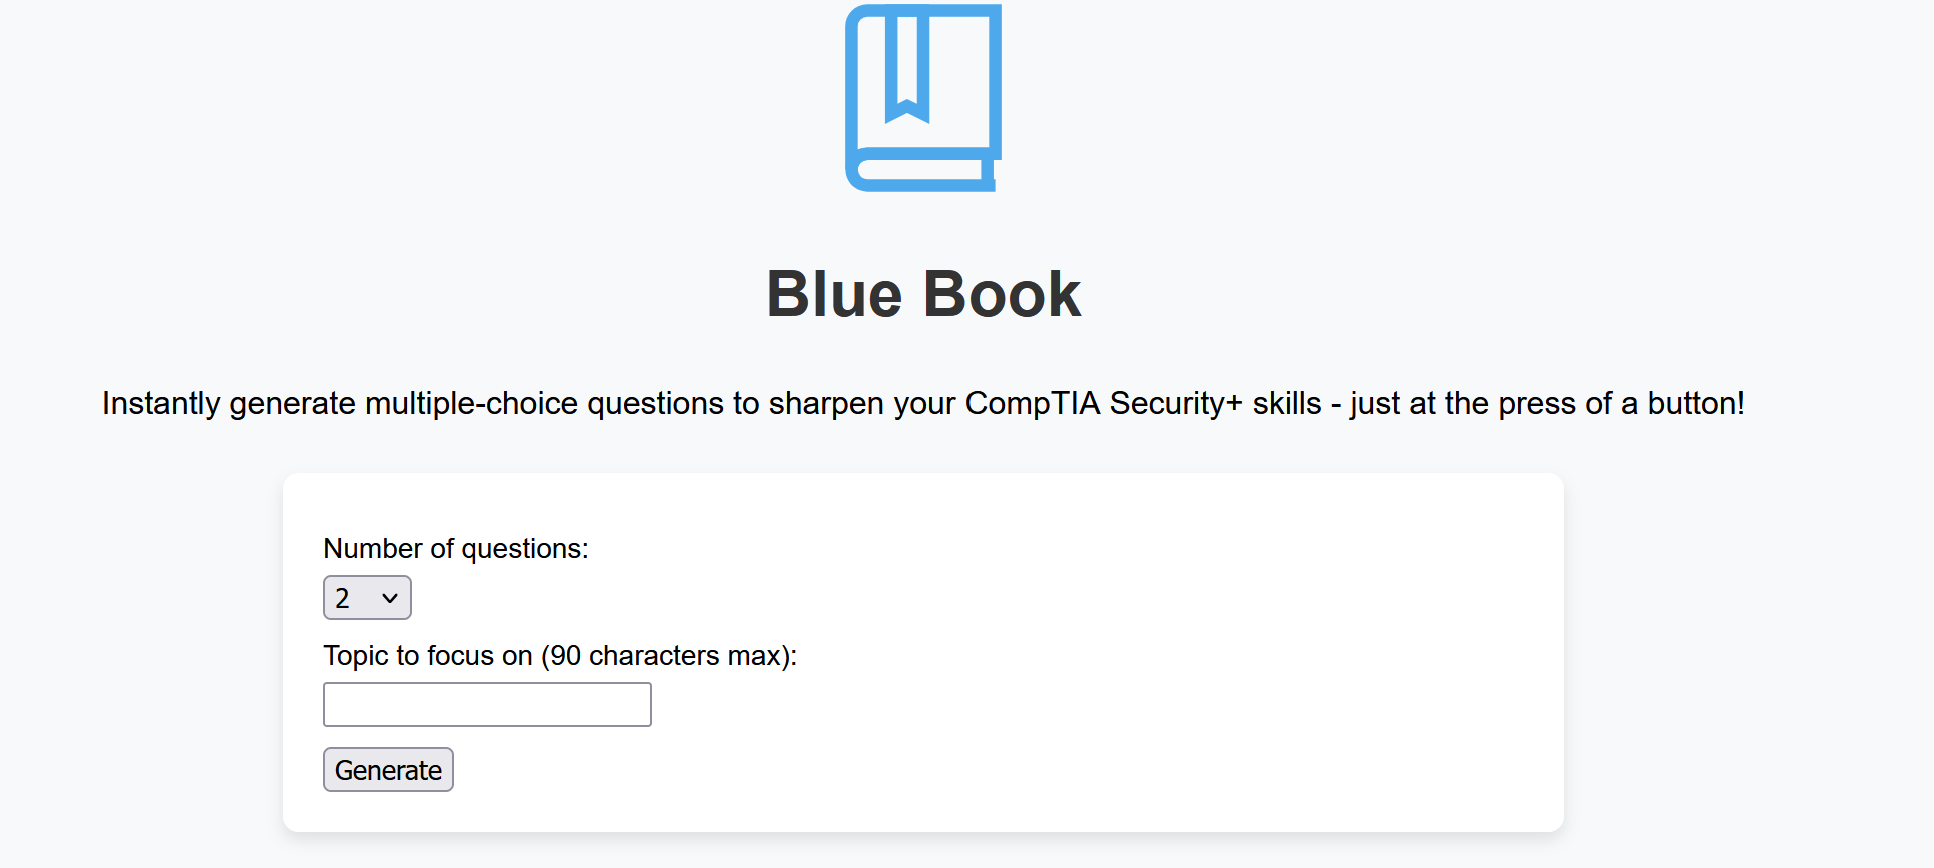 Blue Book
Instantly generate multiple-choice questions to sharpen your CompTIA Security+ skills - just at the press of a button!
Number of questions:
2
Topic to focus on (90 characters max):
Generate